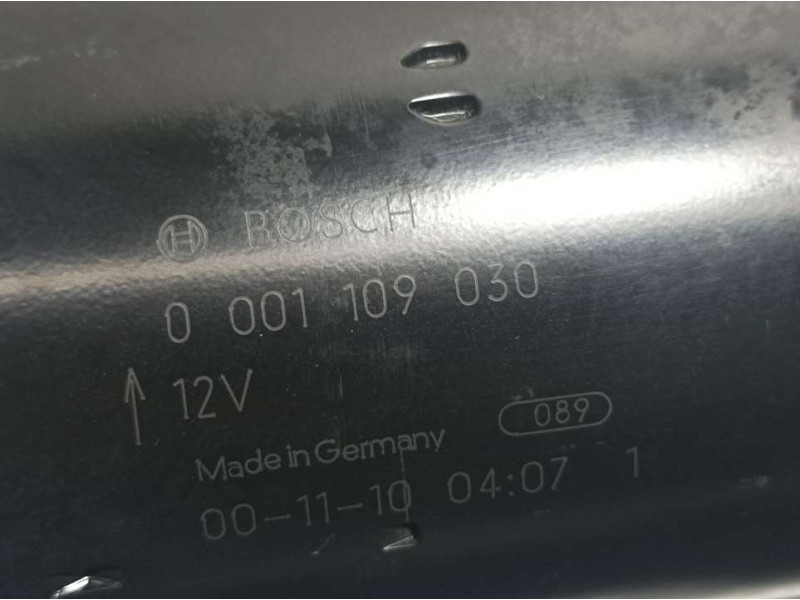 BOSCH
0 001 109 030
↑ 12V
089
Made in Germany
00-11-10 04:07 1